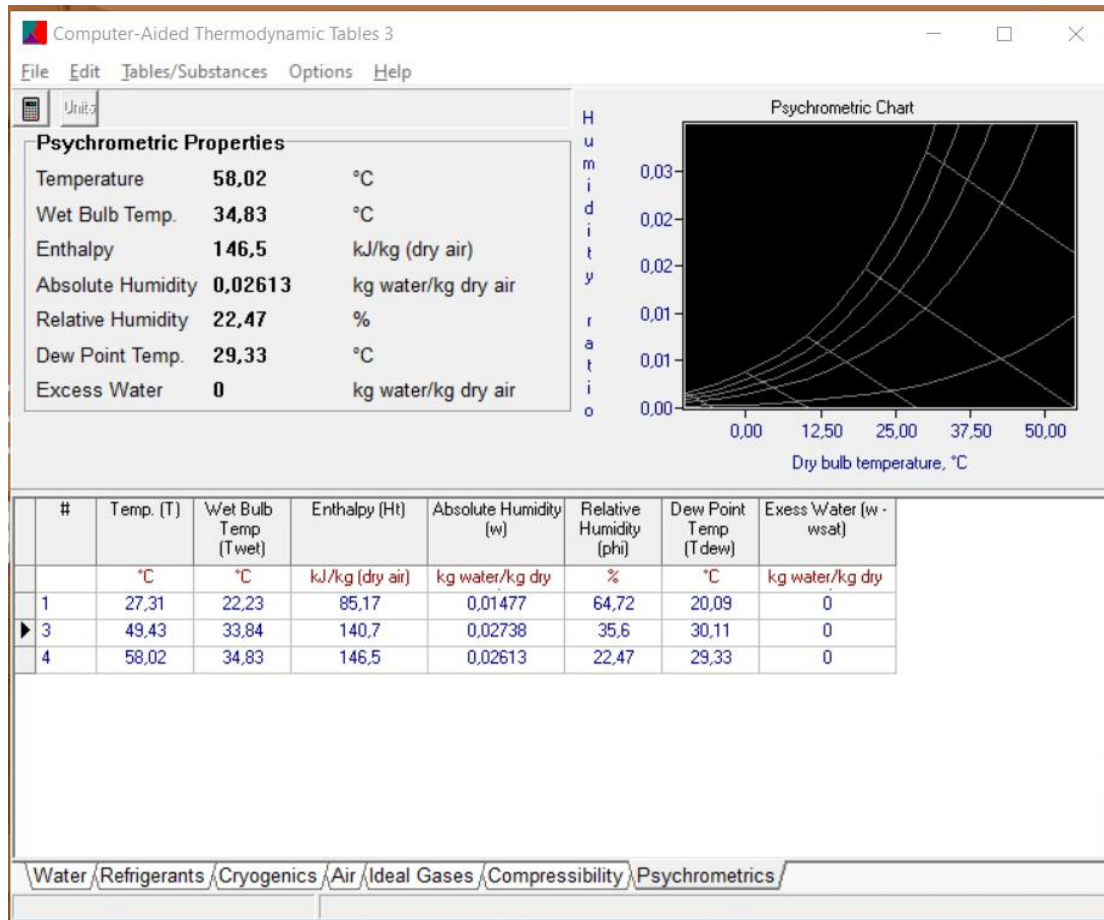 Computer-Aided Thermodynamic Tables 3
File Edit Tables/Substances Options Help
Units
Psychrometric Properties
Temperature 58,02 °C
Wet Bulb Temp. 34,83 °C
Enthalpy 146,5 kJ/kg (dry air)
Absolute Humidity 0,02613 kg water/kg dry air
Relative Humidity 22,47 %
Dew Point Temp. 29,33 °C
Excess Water 0 kg water/kg dry air
Psychrometric Chart
Humidity ratio
0,03
0,02
0,02
0,01
0,01
0,00
0,00 12,50 25,00 37,50 50,00
Dry bulb temperature, °C
# Temp. (T) Wet Bulb Temp (Twet) Enthalpy (Ht) Absolute Humidity (w) Relative Humidity (phi) Dew Point Temp (Tdew) Exess Water (w - wsat)
°C °C kJ/kg (dry air) kg water/kg dry % °C kg water/kg dry
1 27,31 22,23 85,17 0,01477 64,72 20,09 0
3 49,43 33,84 140,7 0,02738 35,6 30,11 0
4 58,02 34,83 146,5 0,02613 22,47 29,33 0
Water Refrigerants Cryogenics Air Ideal Gases Compressibility Psychrometrics